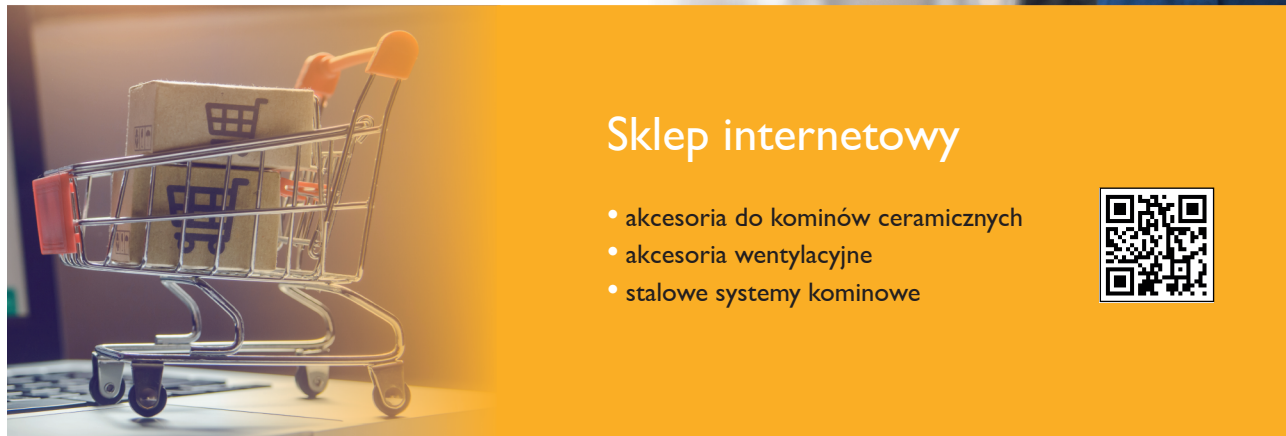 Sklep internetowy
• akcesoria do kominów ceramicznych
• akcesoria wentylacyjne
• stalowe systemy kominowe